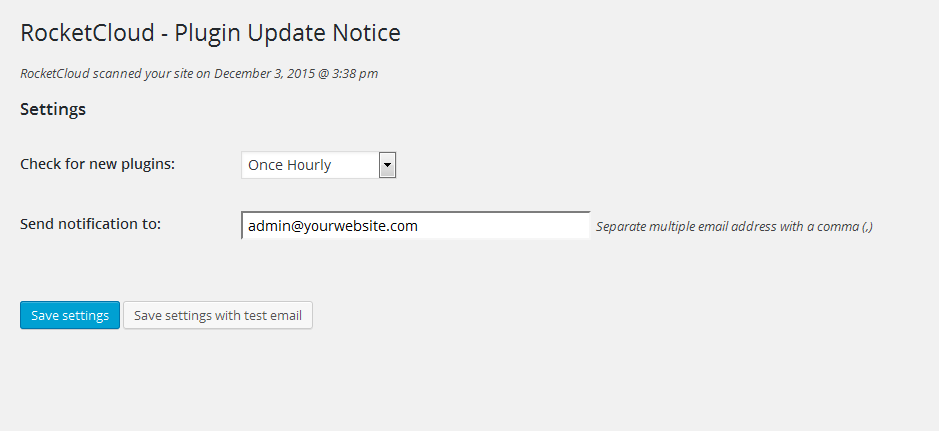 RocketCloud - Plugin Update Notice
RocketCloud scanned your site on December 3, 2015 @ 3:38 pm
Settings
Check for new plugins: Once Hourly
Send notification to: admin@yourwebsite.com Separate multiple email address with a comma (,)
Save settings Save settings with test email